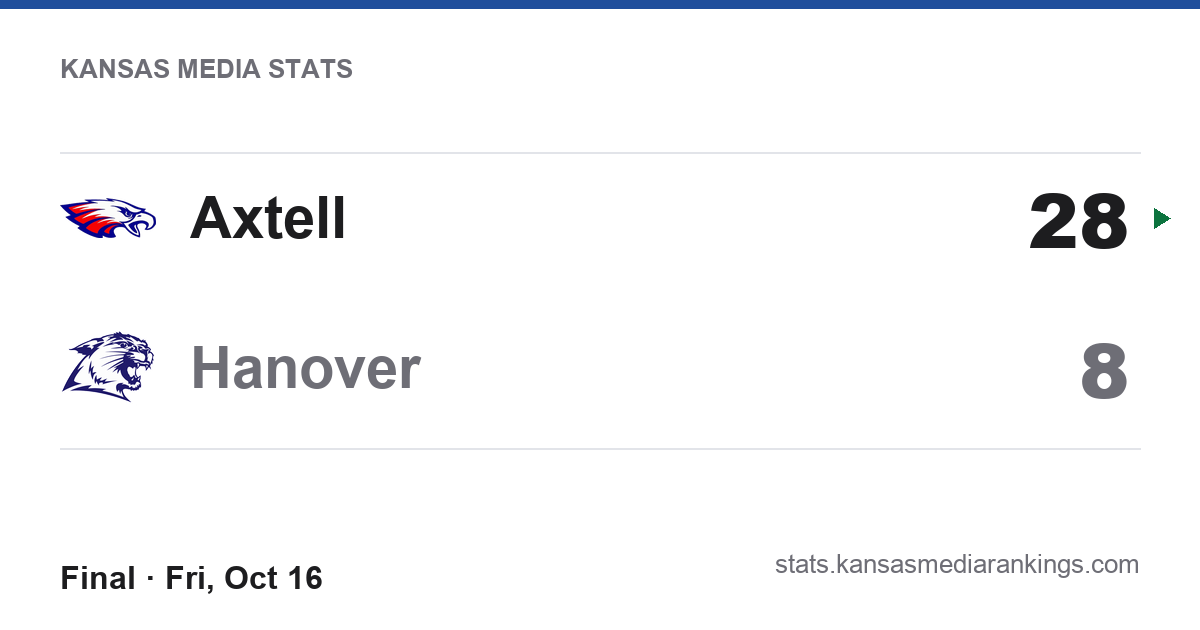 KANSAS MEDIA STATS
Axtell 28
Hanover 8
Final · Fri, Oct 16
stats.kansasmediarankings.com